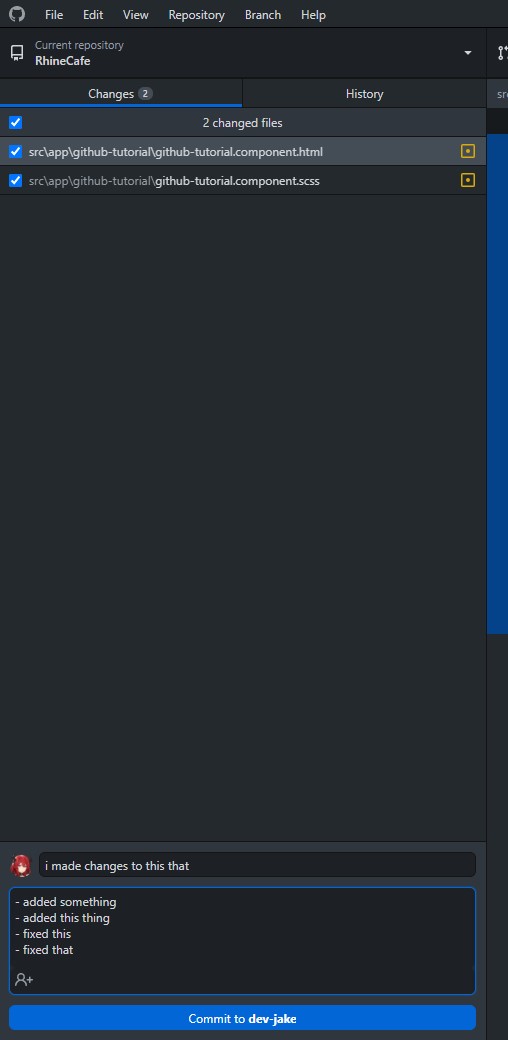 File Edit View Repository Branch Help
Current repository
RhineCafe
Changes 2 History
2 changed files
src\app\github-tutorial\github-tutorial.component.html
src\app\github-tutorial\github-tutorial.component.scss
i made changes to this that
- added something
- added this thing
- fixed this
- fixed that
Commit to dev-jake